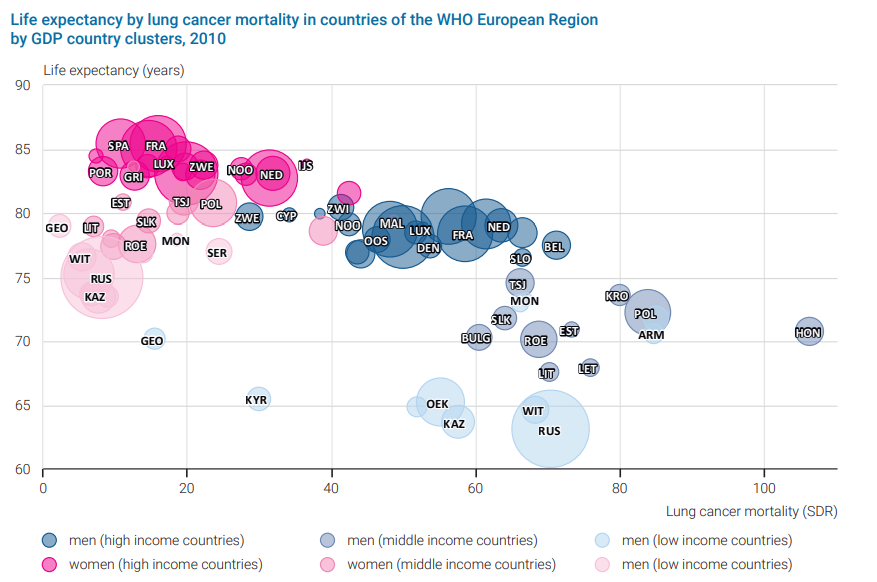 Life expectancy by lung cancer mortality in countries of the WHO European Region
by GDP country clusters, 2010
Life expectancy (years)
90
85
SPA
FRA
LUX
ZWE
POR
GRI
NOO
NED
IJS
80
EST
TSJ
POL
ZWE
CYP
ZWI
GEO
LIT
SLK
NOO
MAL
LUX
FRA
NED
MON
OOS
DEN
ROE
SER
BEL
WIT
SLO
75
RUS
KAZ
TSJ
MON
KRO
SLK
POL
70
GEO
BULG
ROE
EST
ARM
HON
LIT
LET
65
KYR
OEK
KAZ
WIT
RUS
60
0
20
40
60
80
100
Lung cancer mortality (SDR)
men (high income countries)
men (middle income countries)
men (low income countries)
women (high income countries)
women (middle income countries)
men (low income countries)